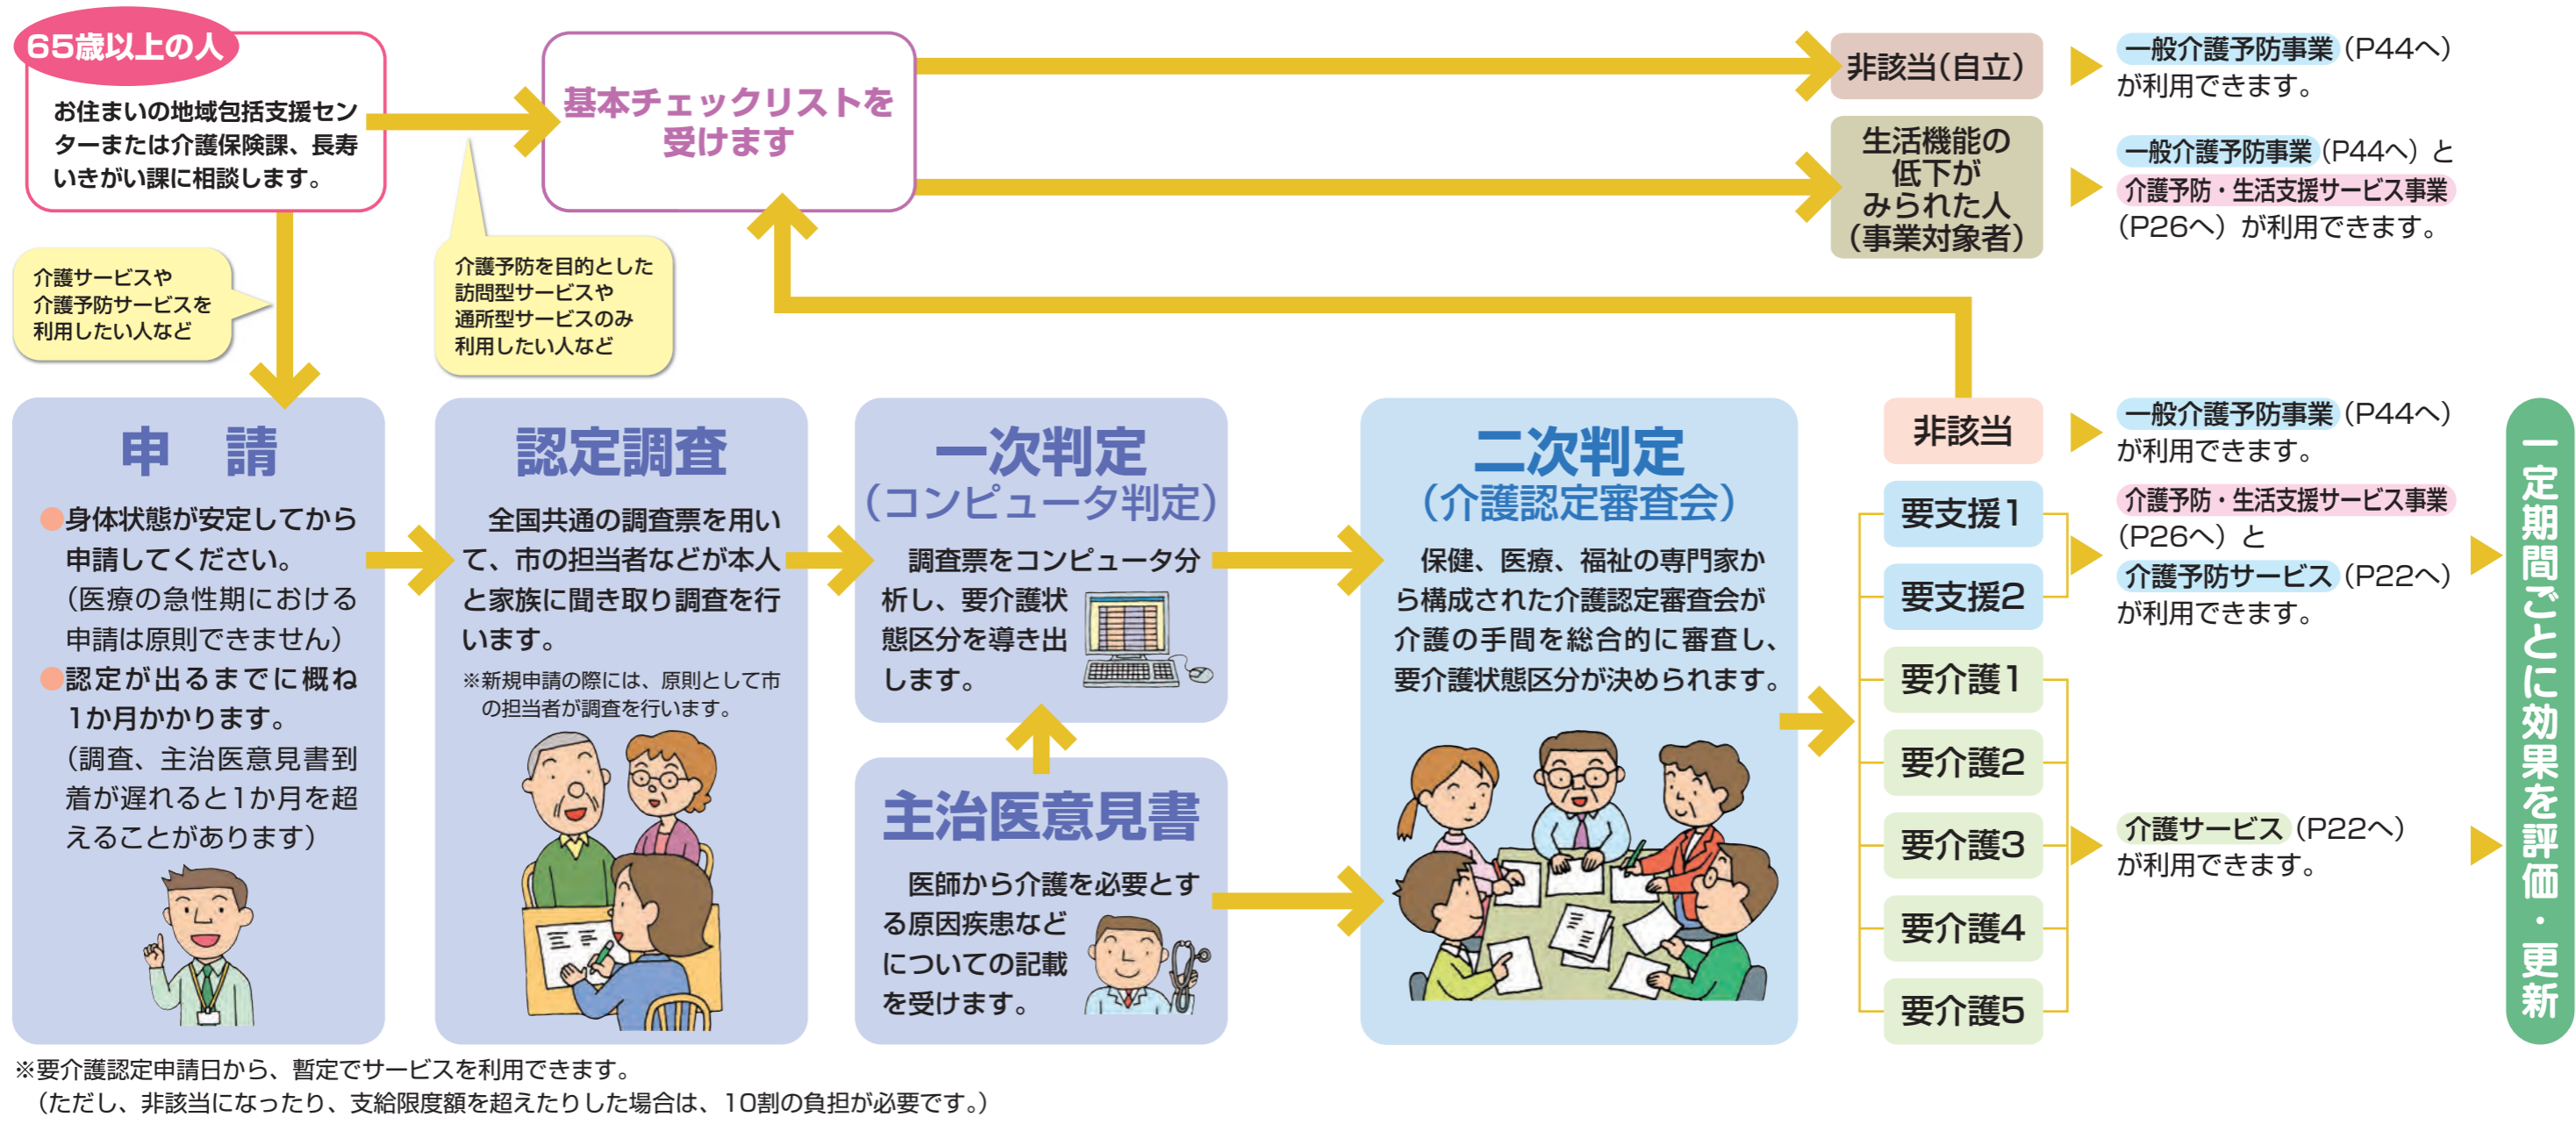 65歳以上の人
お住まいの地域包括支援セン
ターまたは介護保険課、長寿
いきがい課に相談します。
基本チェックリストを
受けます
非該当(自立)
一般介護予防事業(P44へ)
が利用できます。
生活機能の
低下が
みられた人
(事業対象者)
一般介護予防事業(P44へ)と
介護予防・生活支援サービス事業
(P26へ)が利用できます。
介護サービスや
介護予防サービスを
利用したい人など
介護予防を目的とした
訪問型サービスや
通所型サービスのみ
利用したい人など
申 請
●身体状態が安定してから
申請してください。
(医療の急性期における
申請は原則できません)
●認定が出るまでに概ね
1か月かかります。
(調査、主治医意見書到
着が遅れると1か月を超
えることがあります)
認定調査
全国共通の調査票を用い
て、市の担当者などが本人
と家族に聞き取り調査を行
います。
※新規申請の際には、原則として市
の担当者が調査を行います。
一次判定
(コンピュータ判定)
調査票をコンピュータ分
析し、要介護状
態区分を導き出
します。
主治医意見書
医師から介護を必要とす
る原因疾患など
についての記載
を受けます。
二次判定
(介護認定審査会)
保健、医療、福祉の専門家か
ら構成された介護認定審査会が
介護の手間を総合的に審査し、
要介護状態区分が決められます。
非該当
要支援1
要支援2
要介護1
要介護2
要介護3
要介護4
要介護5
一般介護予防事業(P44へ)
が利用できます。
介護予防・生活支援サービス事業
(P26へ)と
介護予防サービス(P22へ)
が利用できます。
介護サービス(P22へ)
が利用できます。
一定期間ごとに効果を評価・更新
※要介護認定申請日から、暫定でサービスを利用できます。
(ただし、非該当になったり、支給限度額を超えたりした場合は、10割の負担が必要です。)